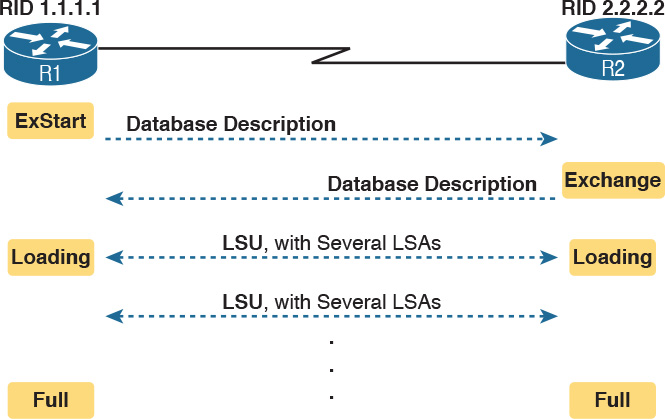 RID 1.1.1.1
RID 2.2.2.2
R1
R2
ExStart
Database Description
Database Description
Exchange
Loading
LSU, with Several LSAs
Loading
LSU, with Several LSAs
.
.
.
Full
Full